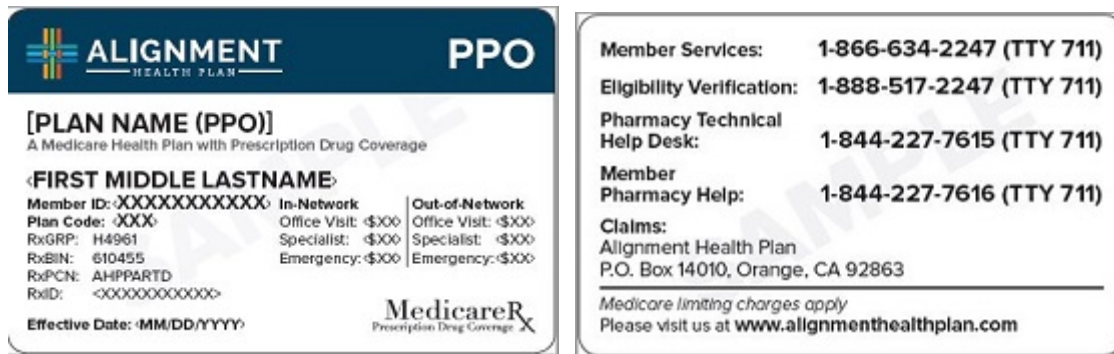 ALIGNMENT
HEALTH PLAN
PPO
[PLAN NAME (PPO)]
A Medicare Health Plan with Prescription Drug Coverage
<FIRST MIDDLE LASTNAME>
Member ID: <XXXXXXXXXXX>
Plan Code: <XXX>
RxGRP: H4961
RxBIN: 610455
RxPCN: AHPPARTD
RxID: <XXXXXXXXXXX>
Effective Date: <MM/DD/YYYY>
In-Network
Office Visit: <$XX>
Specialist: <$XX>
Emergency: <$XX>
Out-of-Network
Office Visit: <$XX>
Specialist: <$XX>
Emergency: <$XX>
MedicareRx
Prescription Drug Coverage
SAMPLE
Member Services: 1-866-634-2247 (TTY 711)
Eligibility Verification: 1-888-517-2247 (TTY 711)
Pharmacy Technical
Help Desk: 1-844-227-7615 (TTY 711)
Member
Pharmacy Help: 1-844-227-7616 (TTY 711)
Claims:
Alignment Health Plan
P.O. Box 14010, Orange, CA 92863
Medicare limiting charges apply
Please visit us at www.alignmenthealthplan.com
SAMPLE